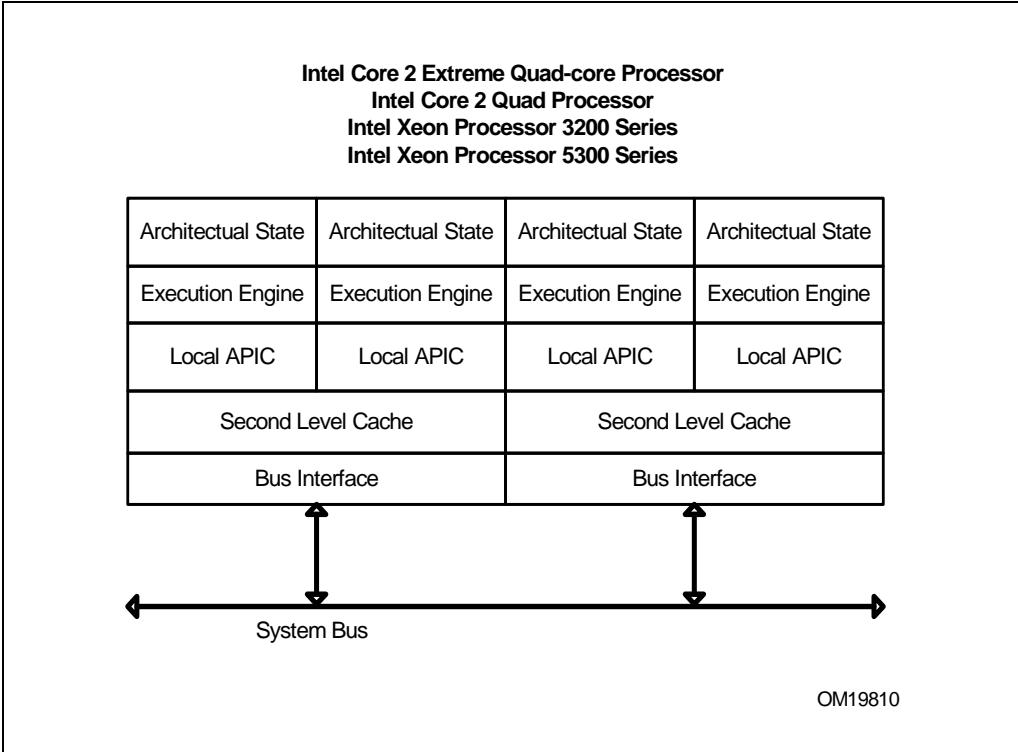 Intel Core 2 Extreme Quad-core Processor
Intel Core 2 Quad Processor
Intel Xeon Processor 3200 Series
Intel Xeon Processor 5300 Series
Architectual State Architectual State Architectual State Architectual State
Execution Engine Execution Engine Execution Engine Execution Engine
Local APIC Local APIC Local APIC Local APIC
Second Level Cache Second Level Cache
Bus Interface Bus Interface
System Bus
OM19810